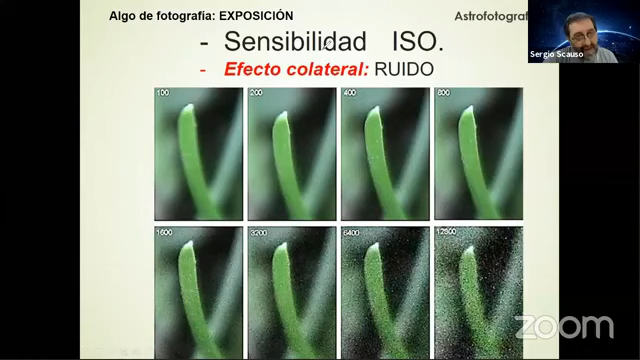 Algo de fotografía: EXPOSICIÓN
Astrofotograf
- Sensibilidad ISO.
- Efecto colateral: RUIDO
Sergio Scauso
100 200 400 800
1600 3200 6400 12800
zoom